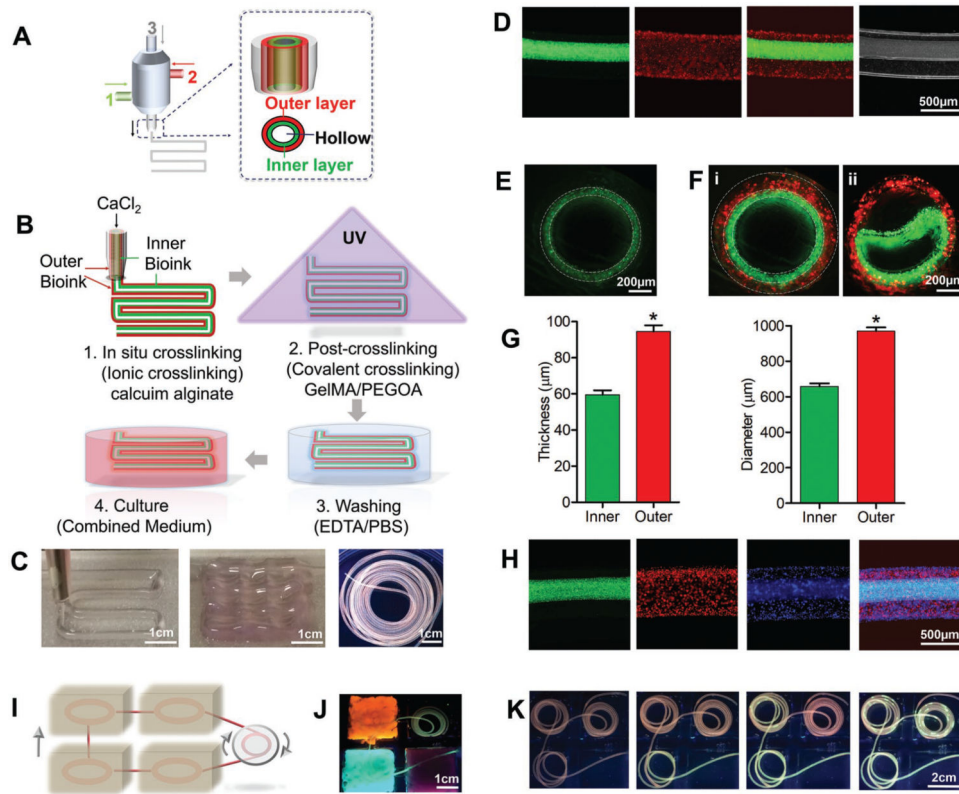 A
3
2
1
Outer layer
Hollow
Inner layer
B
CaCl2
Inner
Bioink
Outer
Bioink
UV
1. In situ crosslinking
(Ionic crosslinking)
calcuim alginate
2. Post-crosslinking
(Covalent crosslinking)
GelMA/PEGOA
4. Culture
(Combined Medium)
3. Washing
(EDTA/PBS)
C
1cm
1cm
1cm
D
500μm
E
200μm
F
i
ii
200μm
G
Thickness (μm)
100
80
60
40
20
0
*
Inner
Outer
Diameter (μm)
1000
800
600
400
200
0
*
Inner
Outer
H
500μm
I
J
1cm
K
2cm